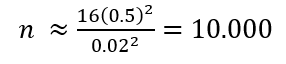 n ≈ 16(0.5)² / 0.02² = 10.000